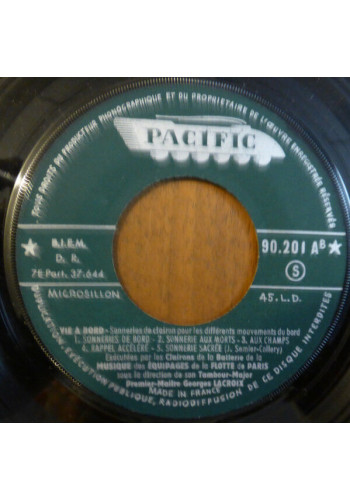 TOUS DROITS DU PRODUCTEUR PHONOGRAPHIQUE ET DU PROPRIETAIRE DE L'ŒUVRE ENREGISTRÉE RÉSERVÉS
PACIFIC
B.I.E.M.
D. R.
78 Part. 37.644
MICROSILLON
90.201 AB
S
45.L.D.
VIE A BORD - Sonneries de clairon pour les différents mouvements du bord
1. SONNERIES DE BORD - 2. SONNERIE AUX MORTS - 3. AUX CHAMPS
4. RAPPEL ACCÉLÉRÉ - 5. SONNERIE SACRÉE (J. Semler-Collery)
Exécutées par les Clairons de la Batterie de la
MUSIQUE DES ÉQUIPAGES DE LA FLOTTE DE PARIS
sous la direction de son Tambour-Major
Premier-Maître Georges LACROIX
MADE IN FRANCE
DUPLICATION, EXÉCUTION PUBLIQUE, RADIODIFFUSION DE CE DISQUE INTERDITES